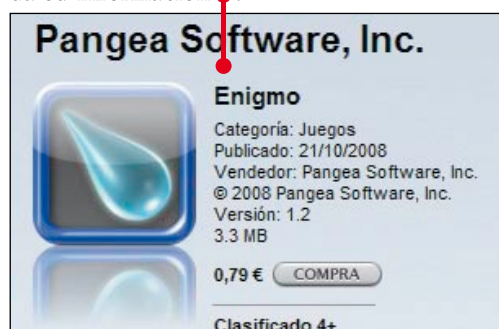 Pangea Software, Inc.
Enigmo
Categoría: Juegos
Publicado: 21/10/2008
Vendedor: Pangea Software, Inc.
© 2008 Pangea Software, Inc.
Versión: 1.2
3.3 MB
0,79 € COMPRA
Clasificado 4+